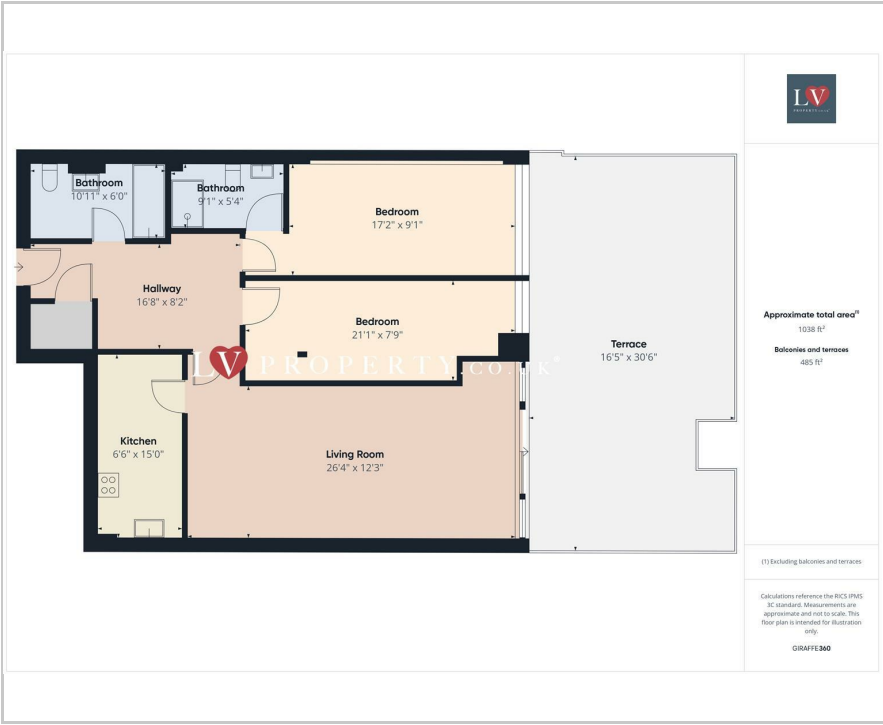 LV
PROPERTY.CO.UK
Bathroom
10'11" x 6'0"
Bathroom
9'1" x 5'4"
Bedroom
17'2" x 9'1"
Hallway
16'8" x 8'2"
Bedroom
21'1" x 7'9"
Terrace
16'5" x 30'6"
LV PROPERTY.CO.UK
Kitchen
6'6" x 15'0"
Living Room
26'4" x 12'3"
Approximate total area⁽¹⁾
1038 ft²
Balconies and terraces
485 ft²
(1) Excluding balconies and terraces
Calculations reference the RICS IPMS
3C standard. Measurements are
approximate and not to scale. This
floor plan is intended for illustration
only.
GIRAFFE360